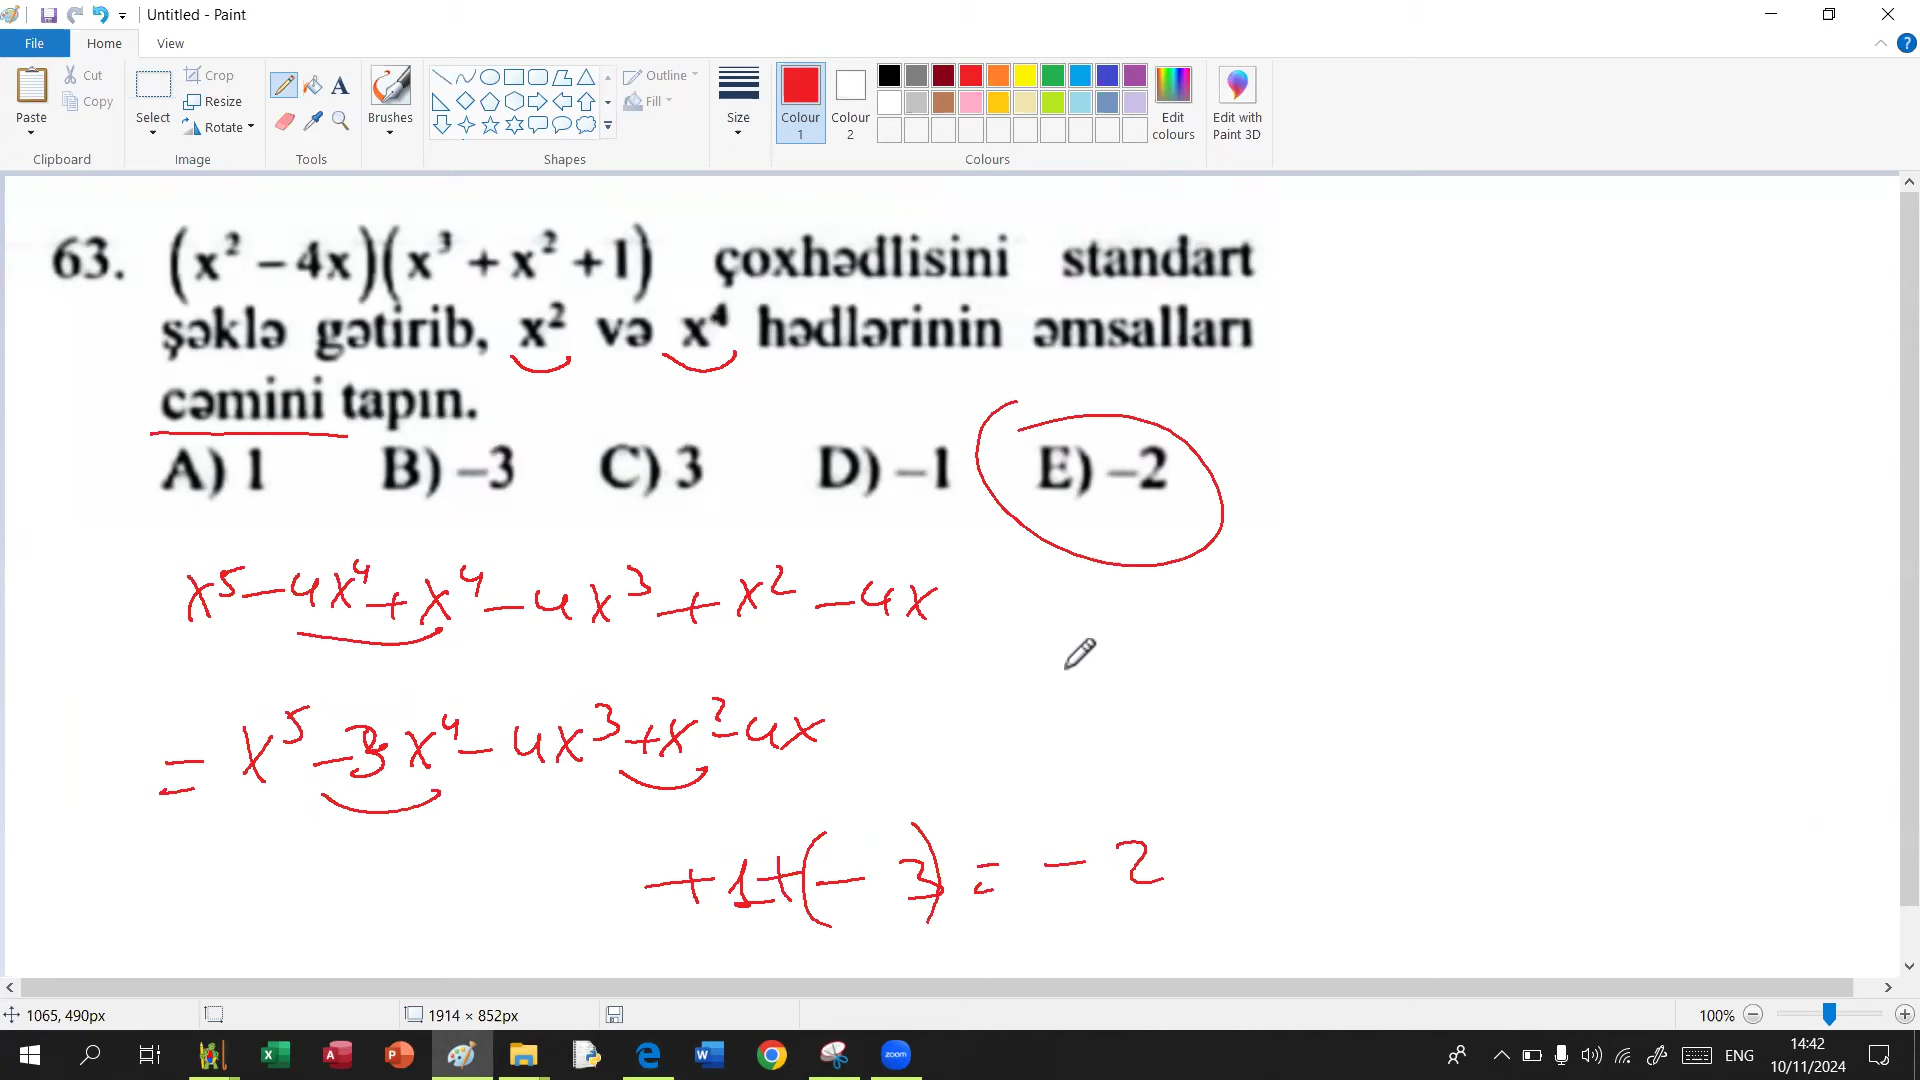 Untitled - Paint
File Home View
Paste Cut Copy Clipboard
Select Crop Resize Rotate Image
Tools
Brushes
Outline Fill Shapes
Size
Colour 1 Colour 2 Edit colours Colours
Edit with Paint 3D
63. (x² – 4x)(x³ + x² + 1) çoxhədlisini standart
şəklə gətirib, x² və x⁴ hədlərinin əmsalları
cəmini tapın.
A) 1 B) –3 C) 3 D) –1 E) –2
x⁵ – 4x⁴ + x⁴ – 4x³ + x² – 4x
= x⁵ – 3x⁴ – 4x³ + x² – 4x
+1+(– 3) = – 2
1065, 490px 1914 × 852px 100%
zoom ENG 14:42
10/11/2024